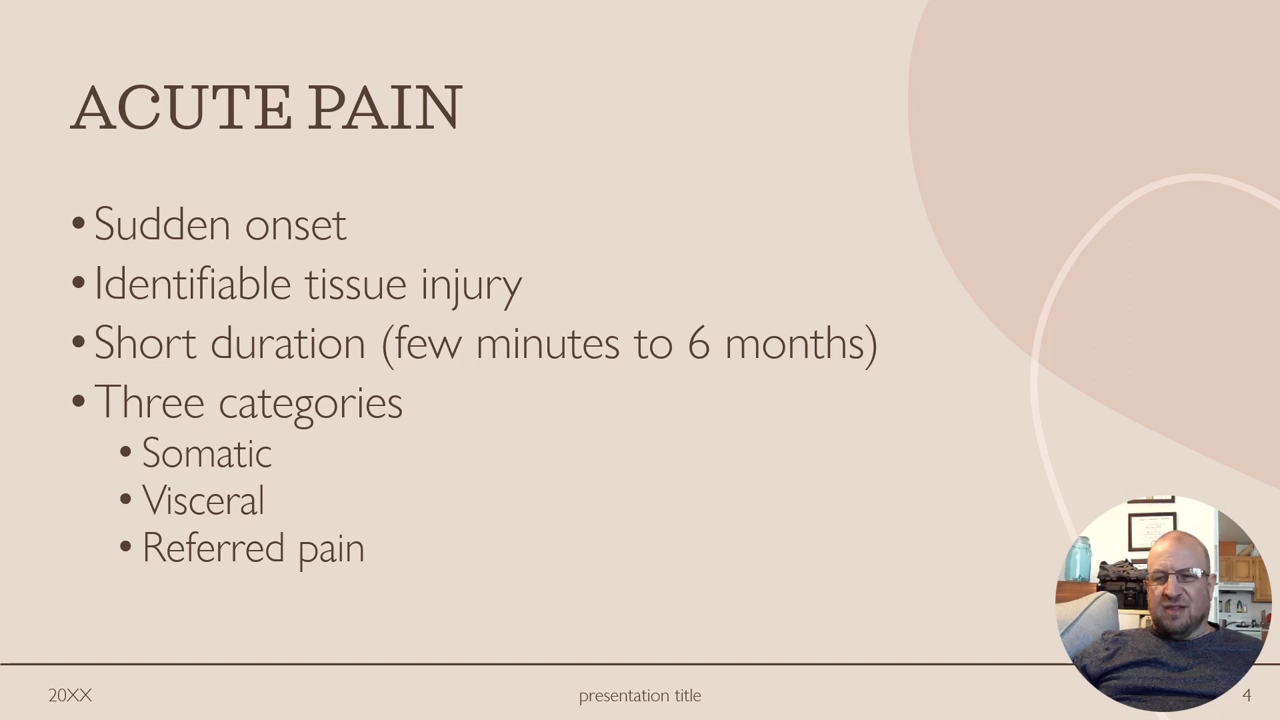 ACUTE PAIN
• Sudden onset
• Identifiable tissue injury
• Short duration (few minutes to 6 months)
• Three categories
• Somatic
• Visceral
• Referred pain
20XX
presentation title
4